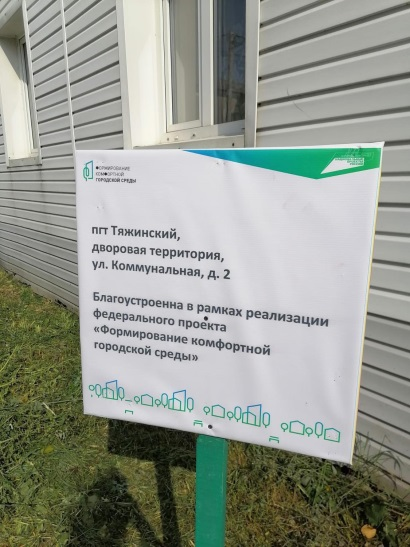 ФОРМИРОВАНИЕ
КОМФОРТНОЙ
ГОРОДСКОЙ СРЕДЫ
пгт Тяжинский,
дворовая территория,
ул. Коммунальная, д. 2
Благоустроенна в рамках реализации
федерального проекта
«Формирование комфортной
городской среды»